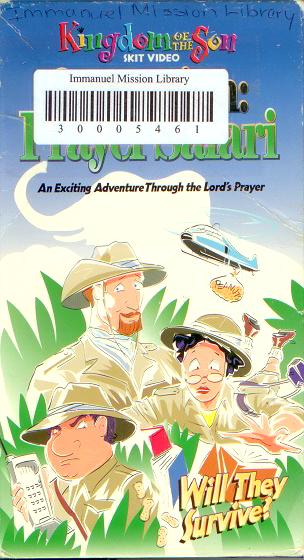 Immanuel Mission Library
Kingdom OF THE Son
SKIT VIDEO
Immanuel Mission Library
30005461
Prayer Safari
An Exciting Adventure Through the Lord's Prayer
Will They
Survive?